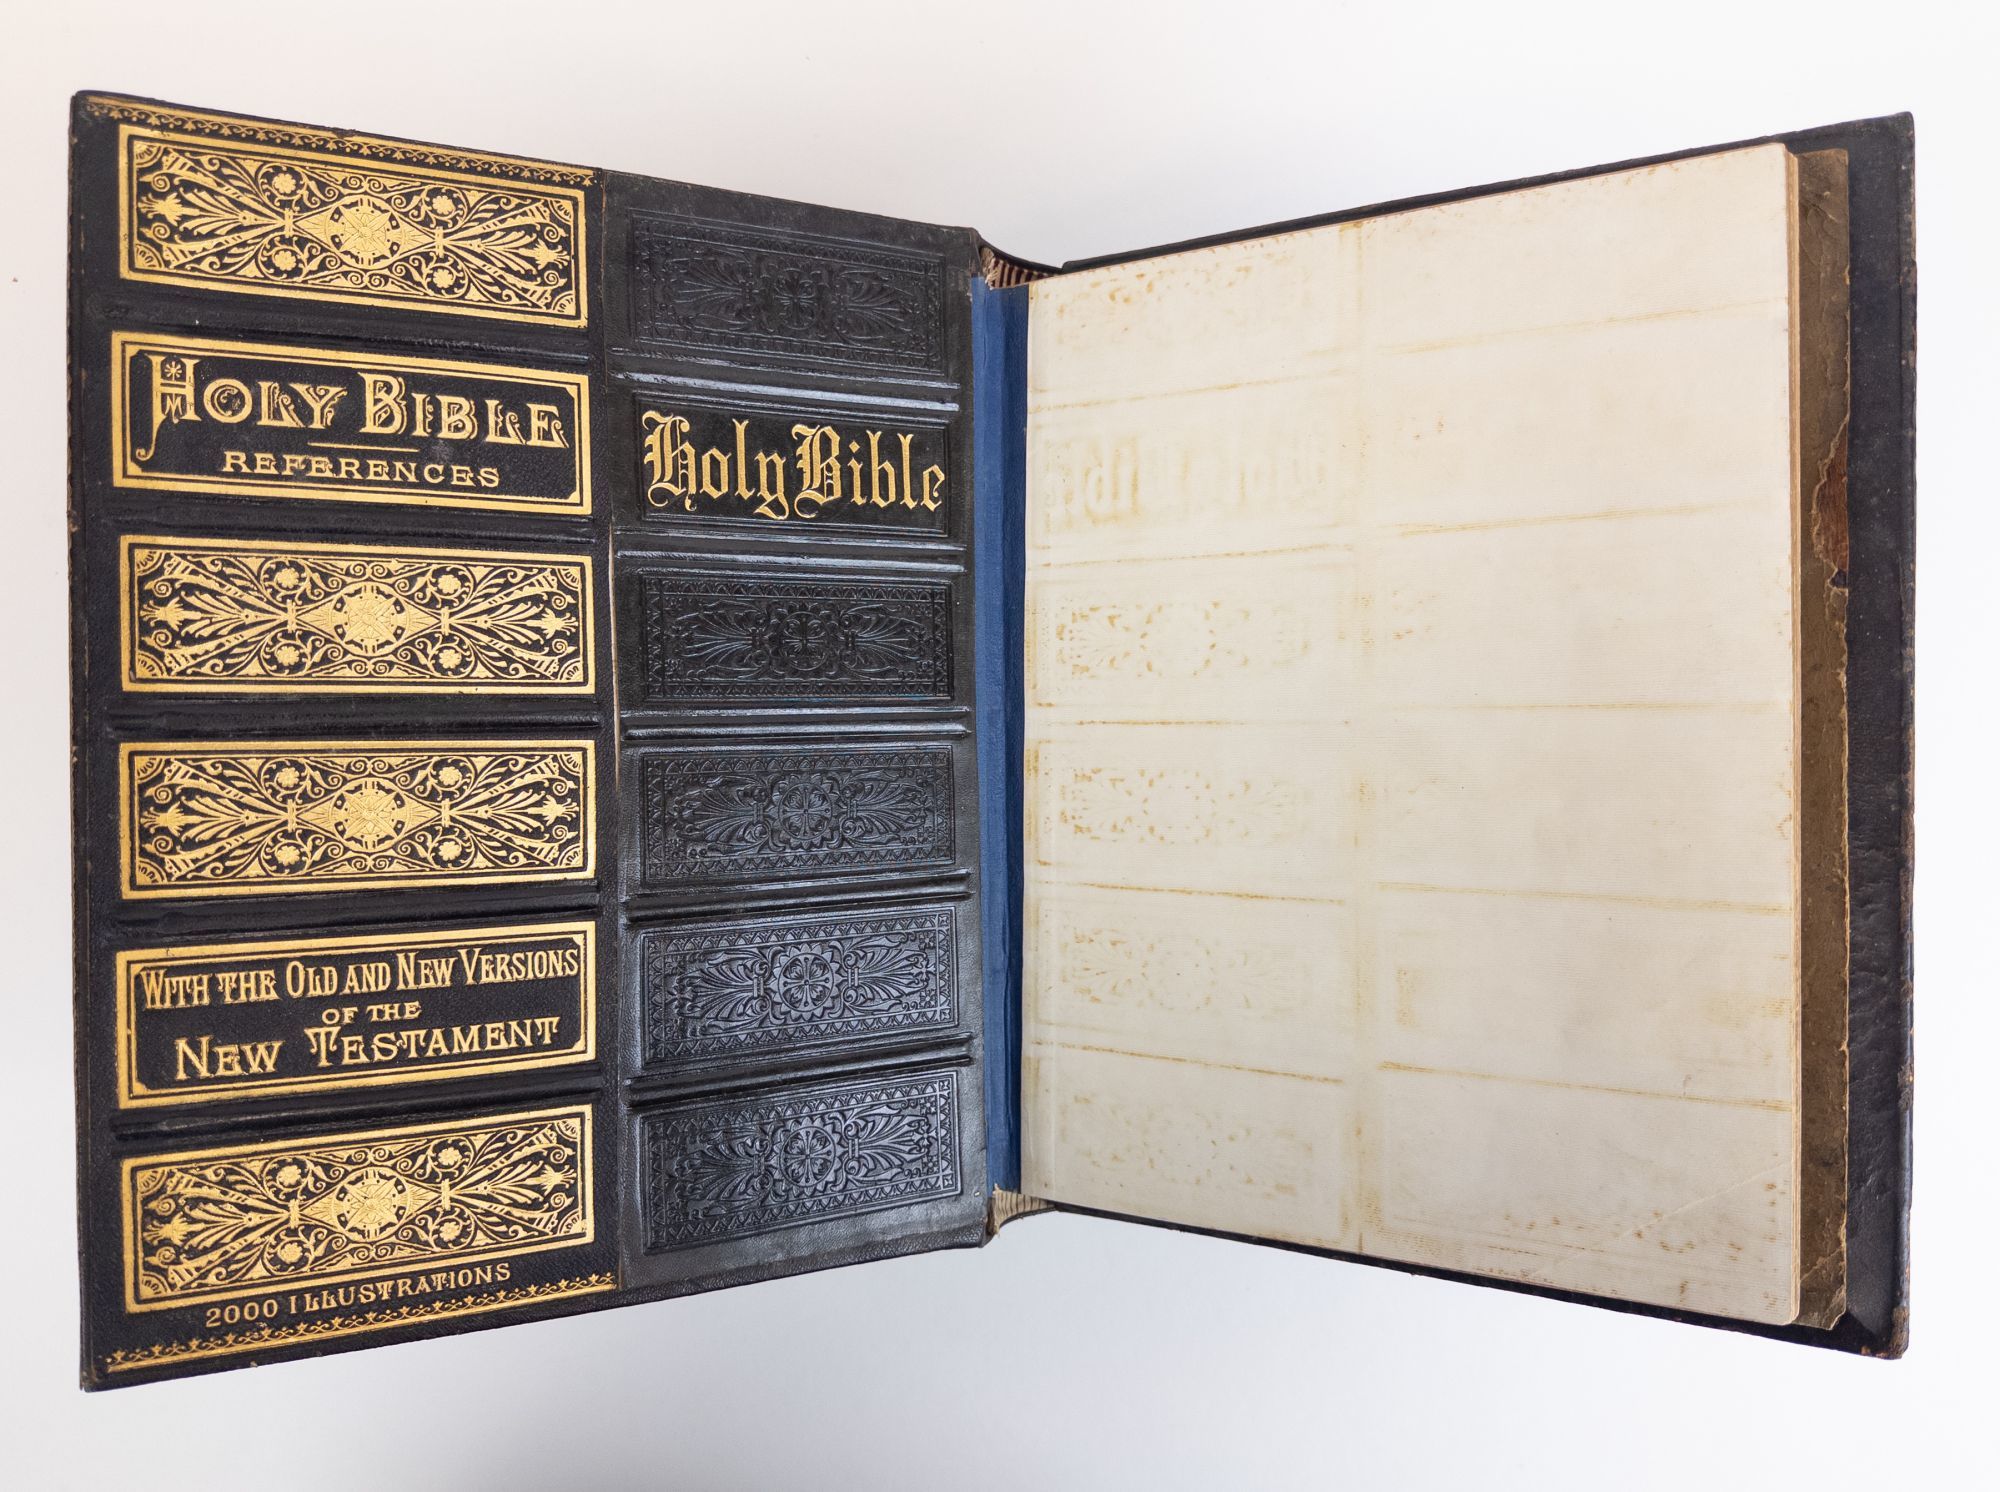 HOLY BIBLE
REFERENCES
WITH THE OLD AND NEW VERSIONS
OF THE
NEW TESTAMENT
2000 ILLUSTRATIONS
Holy Bible